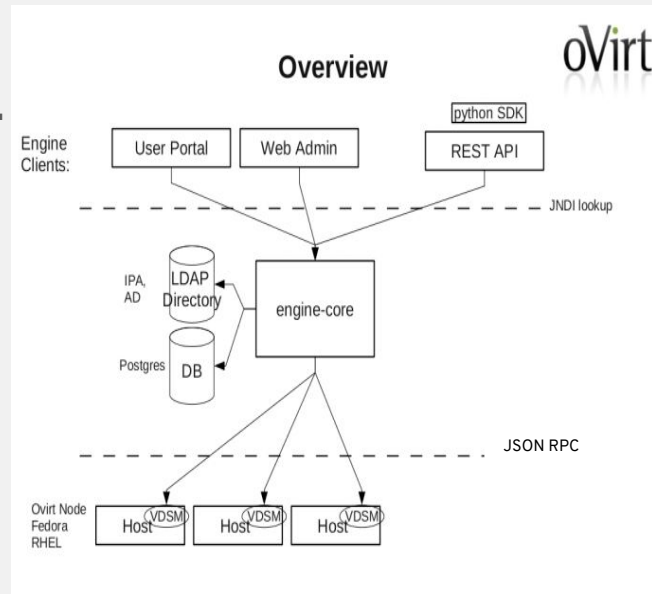 oVirt
Overview
python SDK
Engine
Clients:
User Portal
Web Admin
REST API
JNDI lookup
IPA,
AD
LDAP
Directory
engine-core
Postgres
DB
JSON RPC
Ovirt Node
Fedora
RHEL
Host
VDSM
Host
VDSM
Host
VDSM